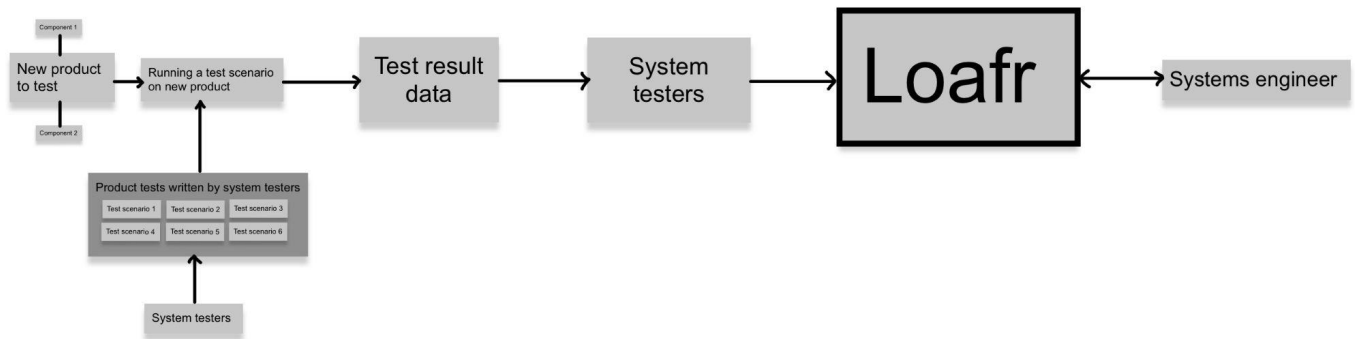 Component 1
New product
to test
Component 2
Running a test scenario
on new product
Test result
data
System
testers
Loafr
Systems engineer
Product tests written by system testers
Test scenario 1
Test scenario 2
Test scenario 3
Test scenario 4
Test scenario 5
Test scenario 6
System testers